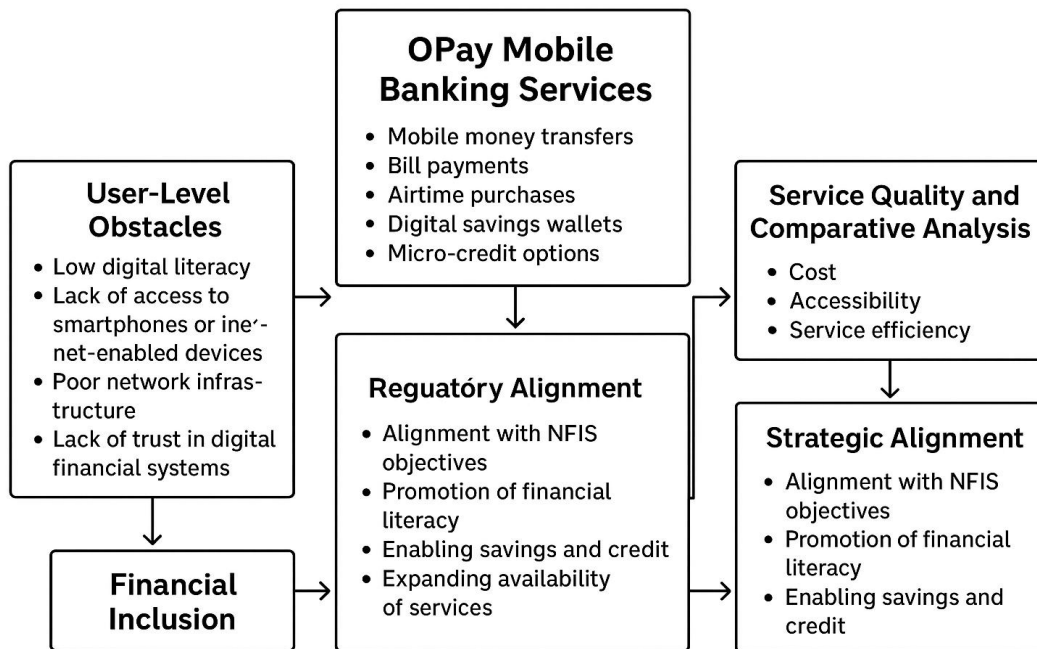 OPay Mobile
Banking Services
• Mobile money transfers
• Bill payments
• Airtime purchases
• Digital savings wallets
• Micro-credit options
User-Level
Obstacles
• Low digital literacy
• Lack of access to
smartphones or ine´-
net-enabled devices
• Poor network infras-
tructure
• Lack of trust in digital
financial systems
Financial
Inclusion
Reguatóry Alignment
• Alignment with NFIS
objectives
• Promotion of financial
literacy
• Enabling savings and credit
• Expanding availability
of services
Service Quality and
Comparative Analysis
• Cost
• Accessibility
• Service efficiency
Strategic Alignment
• Alignment with NFIS
objectives
• Promotion of financial
literacy
• Enabling savings and
credit